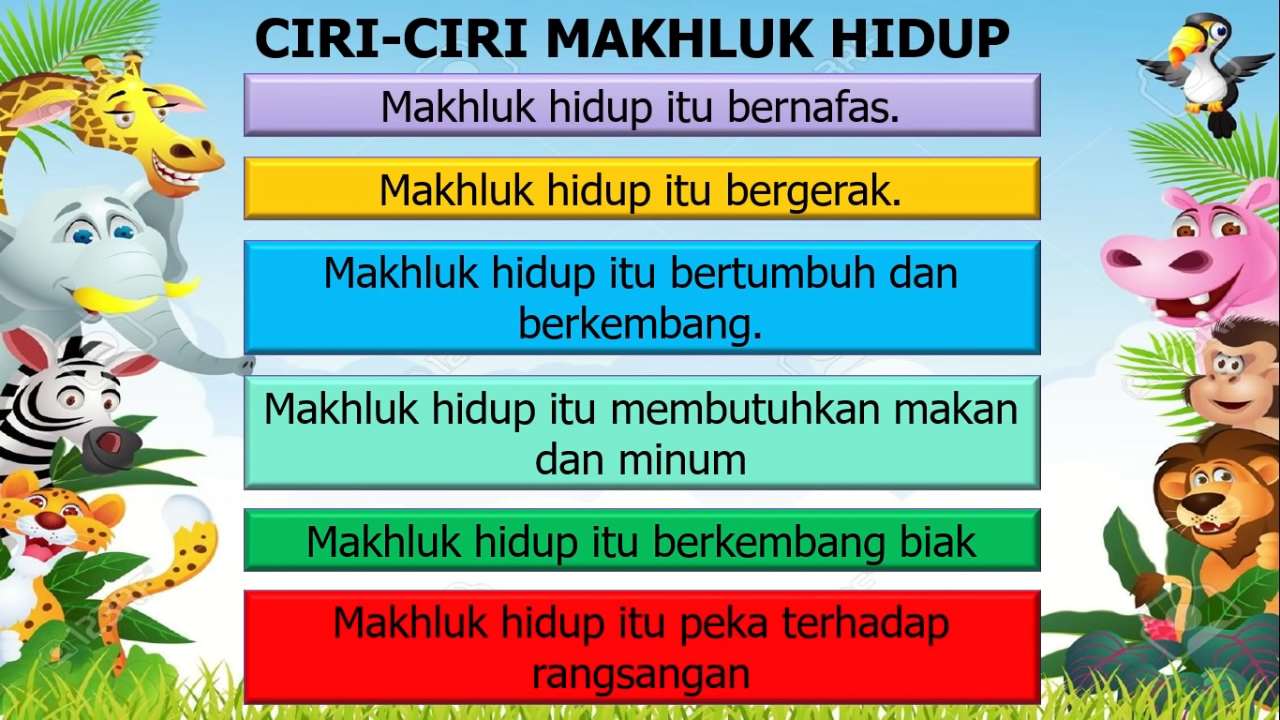 CIRI-CIRI MAKHLUK HIDUP
Makhluk hidup itu bernafas.
Makhluk hidup itu bergerak.
Makhluk hidup itu bertumbuh dan
berkembang.
Makhluk hidup itu membutuhkan makan
dan minum
Makhluk hidup itu berkembang biak
Makhluk hidup itu peka terhadap
rangsangan